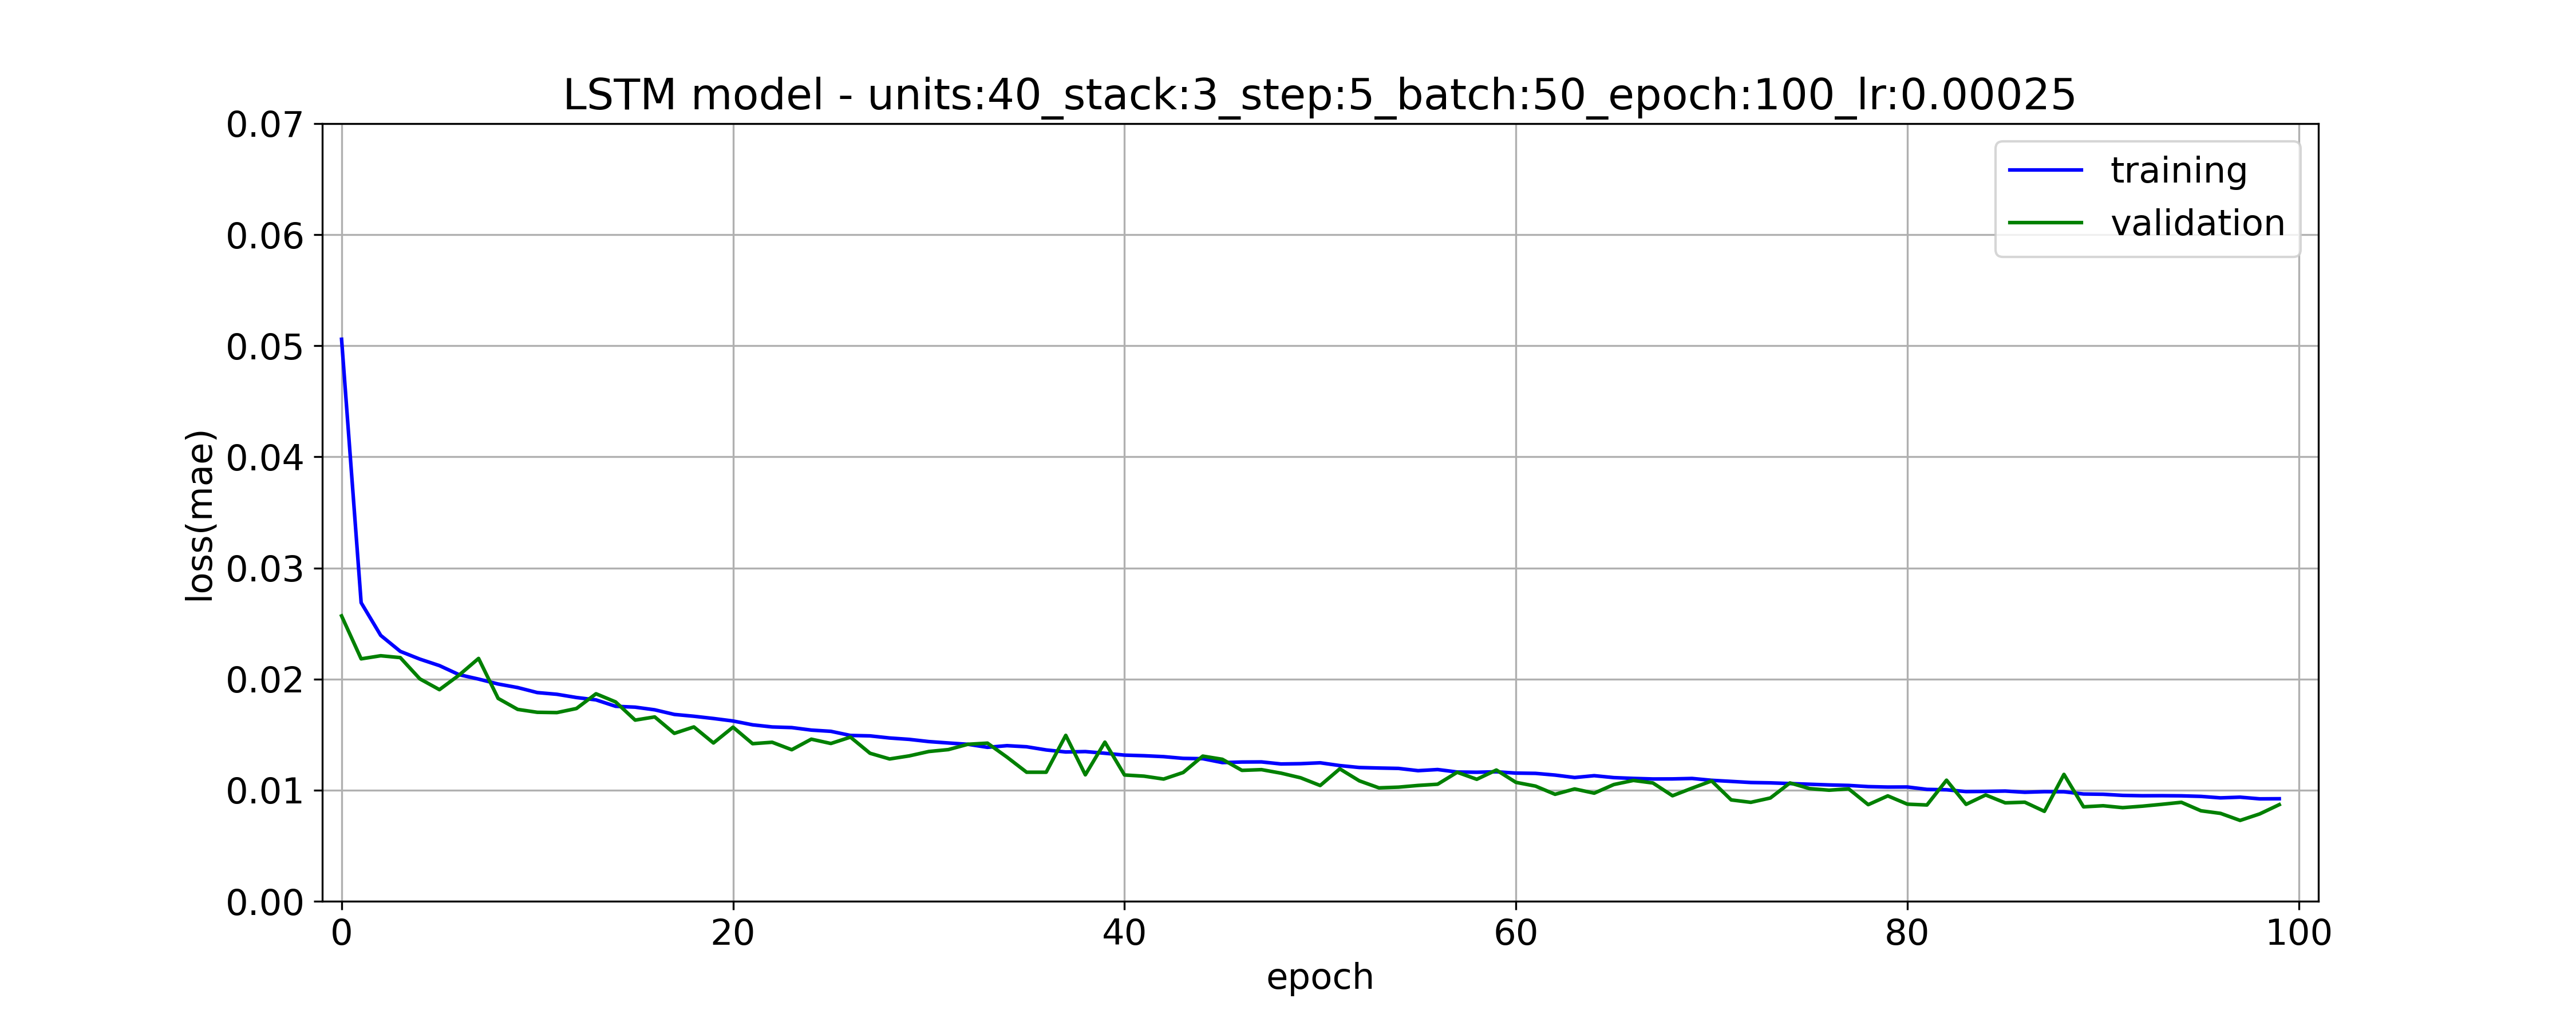 LSTM model - units:40_stack:3_step:5_batch:50_epoch:100_lr:0.00025
0.07
0.06
0.05
0.04
0.03
0.02
0.01
0.00
loss(mae)
training
validation
0 20 40 60 80 100
epoch